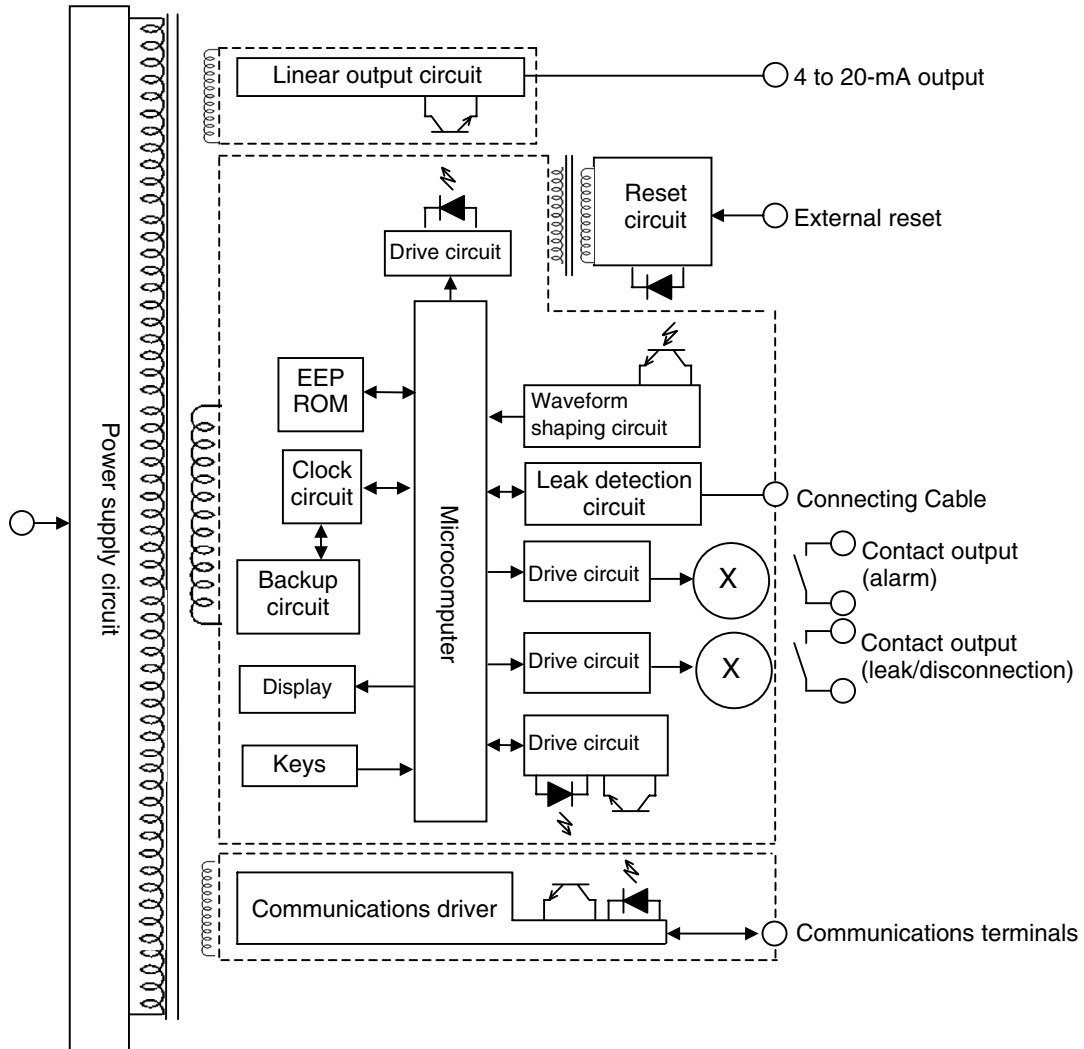 Linear output circuit
4 to 20-mA output
Reset
circuit
External reset
Drive circuit
EEP
ROM
Waveform
shaping circuit
Clock
circuit
Leak detection
circuit
Connecting Cable
Power supply circuit
Microcomputer
Backup
circuit
Drive circuit
X
Contact output
(alarm)
Display
Drive circuit
X
Contact output
(leak/disconnection)
Keys
Drive circuit
Communications driver
Communications terminals